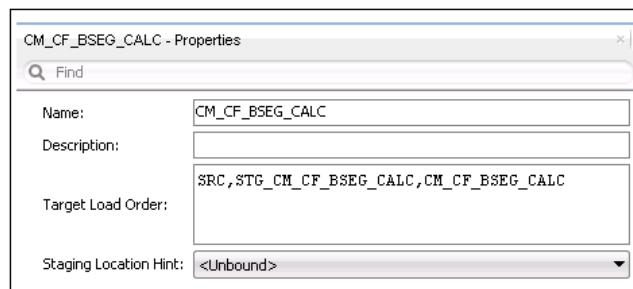 CM_CF_BSEG_CALC - Properties
Find
Name: CM_CF_BSEG_CALC
Description:
Target Load Order: SRC,STG_CM_CF_BSEG_CALC,CM_CF_BSEG_CALC
Staging Location Hint: <Unbound>